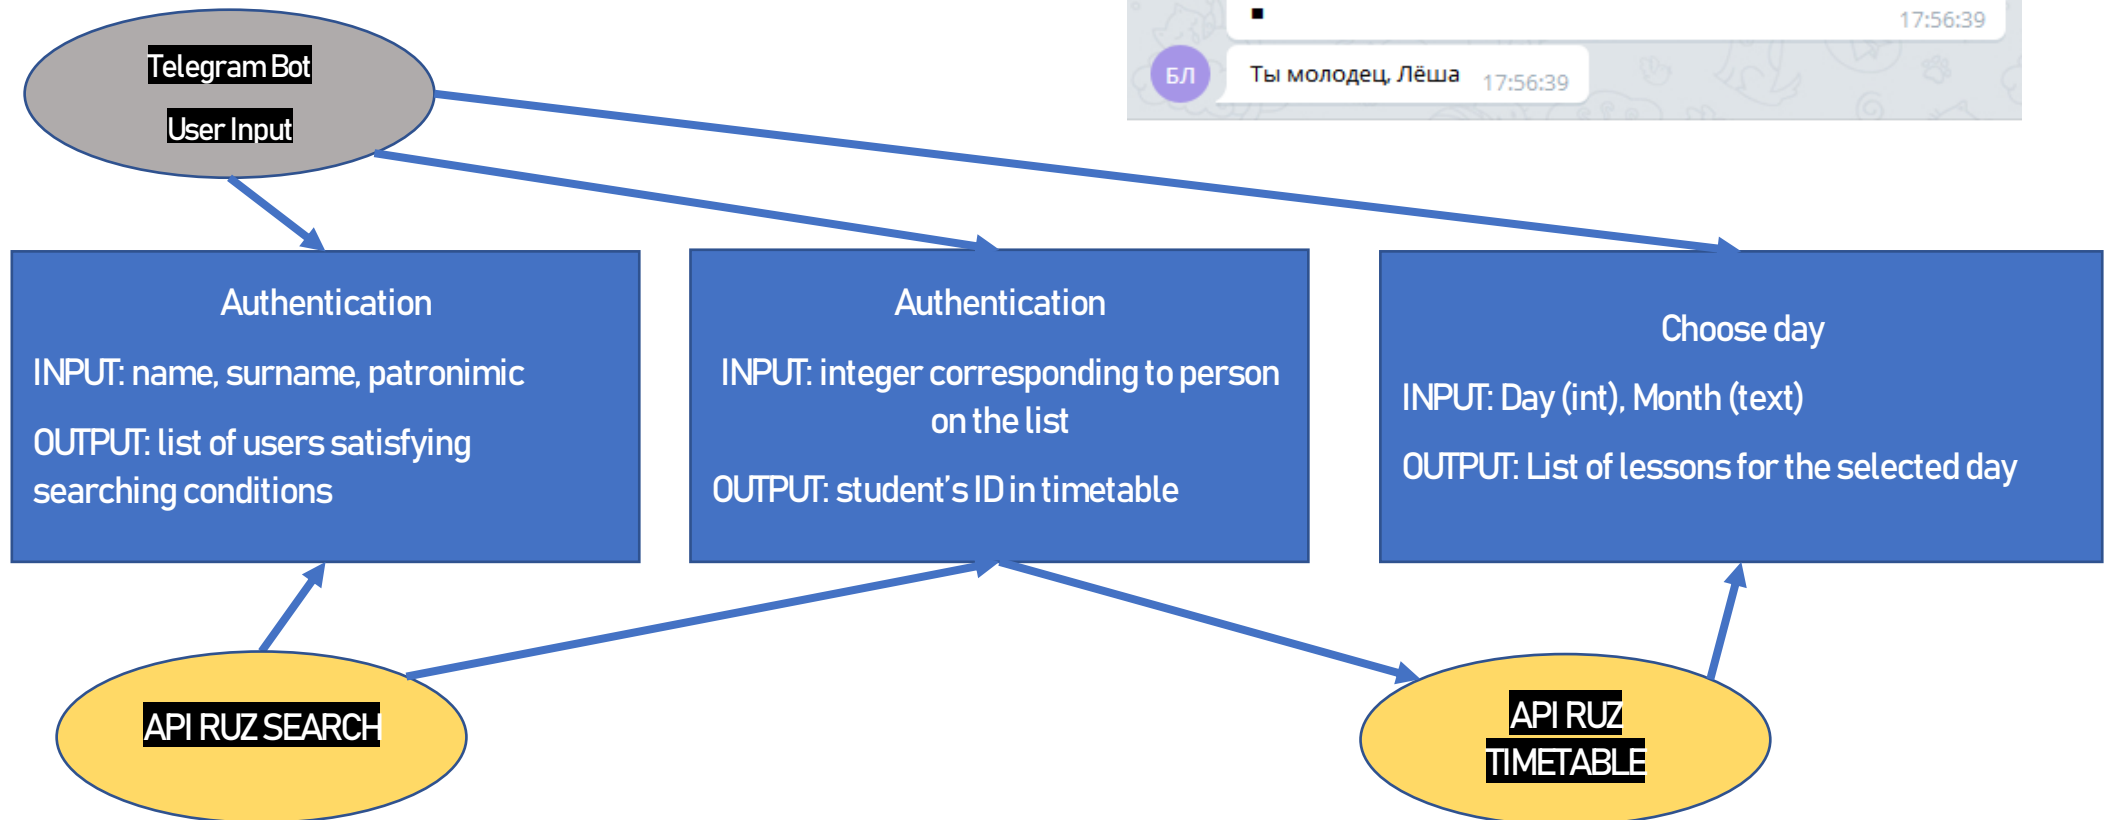 17:56:39
БЛ
Ты молодец, Лёша 17:56:39
Telegram Bot
User Input
Authentication
INPUT: name, surname, patronimic
OUTPUT: list of users satisfying
searching conditions
Authentication
INPUT: integer corresponding to person
on the list
OUTPUT: student’s ID in timetable
Choose day
INPUT: Day (int), Month (text)
OUTPUT: List of lessons for the selected day
API RUZ SEARCH
API RUZ
TIMETABLE